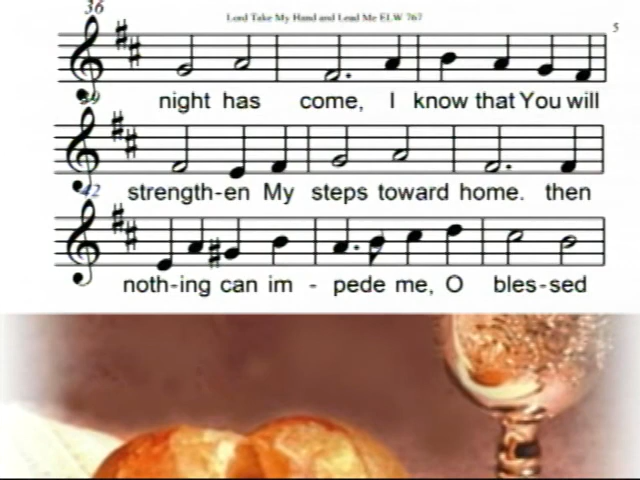 36
Lord Take My Hand and Lead Me ELW 767
5
night has come, I know that You will
39
strength-en My steps toward home. then
42
noth-ing can im - pede me, O bles-sed